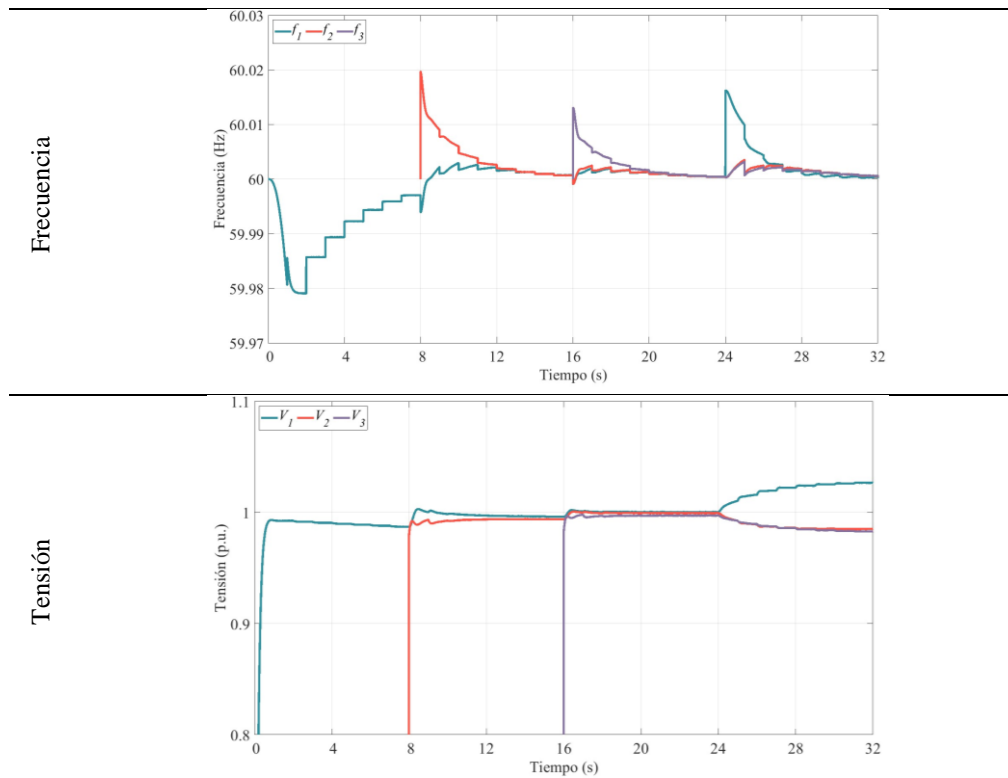 Frecuencia
Frecuencia (Hz)
f1 f2 f3
60.03
60.02
60.01
60
59.99
59.98
59.97
0 4 8 12 16 20 24 28 32
Tiempo (s)
Tensión
Tensión (p.u.)
V1 V2 V3
1.1
1
0.9
0.8
0 4 8 12 16 20 24 28 32
Tiempo (s)